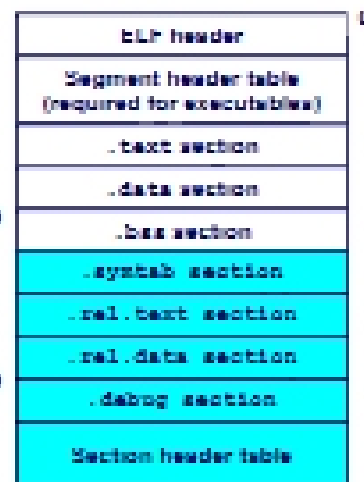 ELF header
Segment header table
(required for executables)
.text section
.data section
.bss section
.symtab section
.rel.text section
.rel.data section
.debug section
Section header table